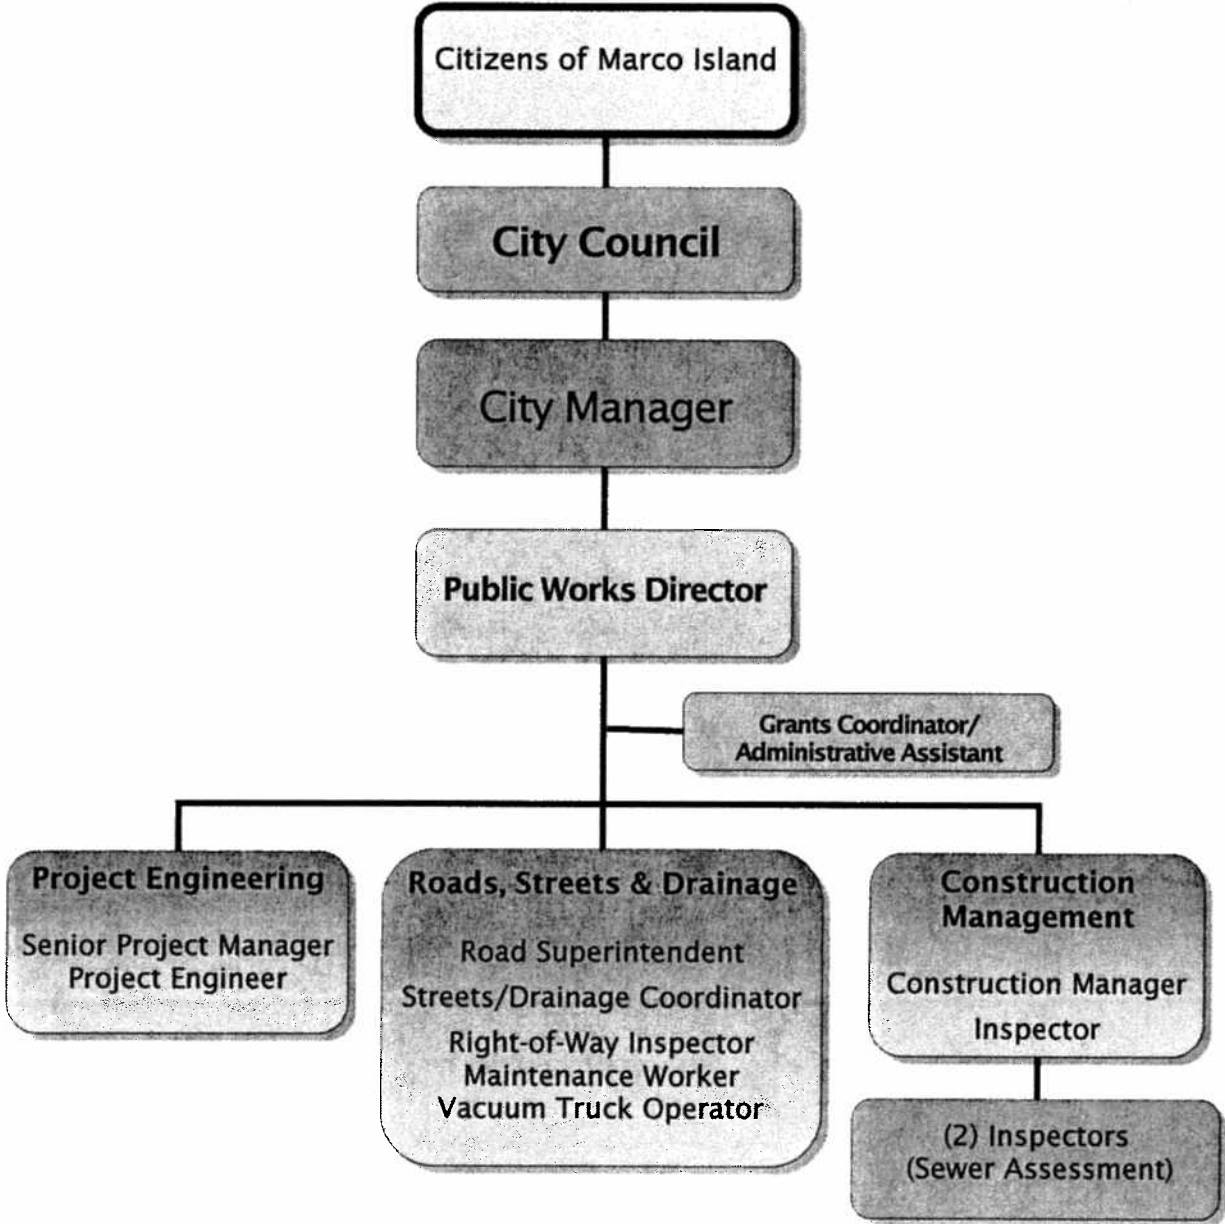 Citizens of Marco Island
City Council
City Manager
Public Works Director
Grants Coordinator/
Administrative Assistant
Project Engineering
Senior Project Manager
Project Engineer
Roads, Streets & Drainage
Road Superintendent
Streets/Drainage Coordinator
Right-of-Way Inspector
Maintenance Worker
Vacuum Truck Operator
Construction
Management
Construction Manager
Inspector
(2) Inspectors
(Sewer Assessment)